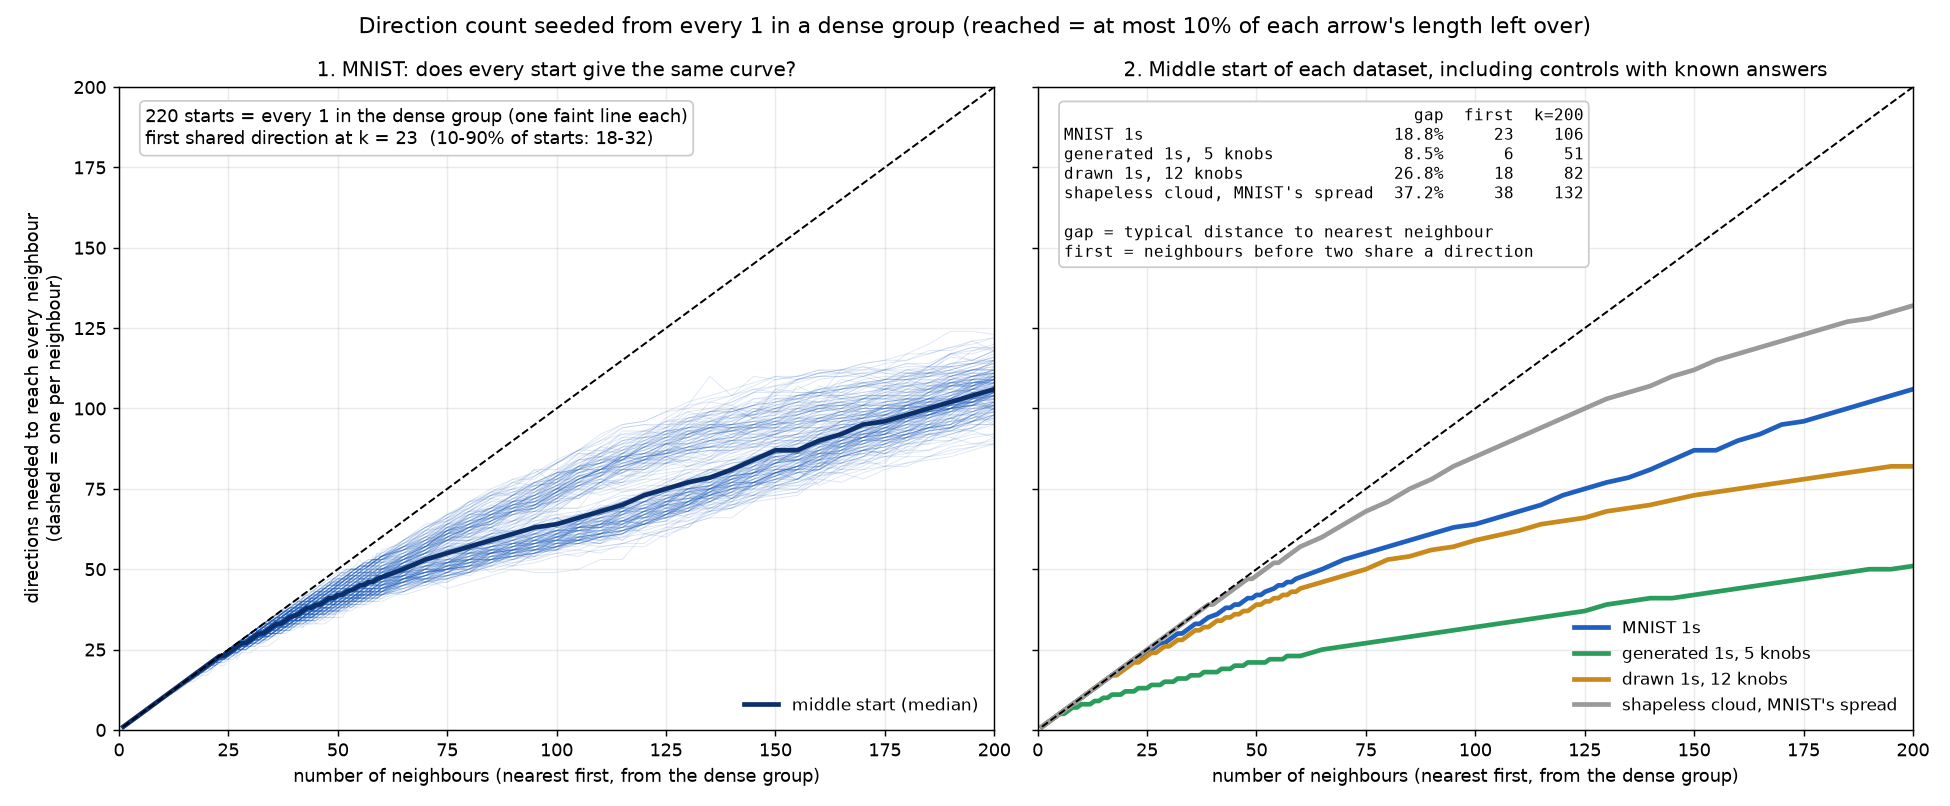 Direction count seeded from every 1 in a dense group (reached = at most 10% of each arrow's length left over)
1. MNIST: does every start give the same curve?
220 starts = every 1 in the dense group (one faint line each)
first shared direction at k = 23 (10-90% of starts: 18-32)
directions needed to reach every neighbour
(dashed = one per neighbour)
200
175
150
125
100
75
50
25
0
middle start (median)
0 25 50 75 100 125 150 175 200
number of neighbours (nearest first, from the dense group)
2. Middle start of each dataset, including controls with known answers
gap first k=200
MNIST 1s 18.8% 23 106
generated 1s, 5 knobs 8.5% 6 51
drawn 1s, 12 knobs 26.8% 18 82
shapeless cloud, MNIST's spread 37.2% 38 132
gap = typical distance to nearest neighbour
first = neighbours before two share a direction
MNIST 1s
generated 1s, 5 knobs
drawn 1s, 12 knobs
shapeless cloud, MNIST's spread
0 25 50 75 100 125 150 175 200
number of neighbours (nearest first, from the dense group)